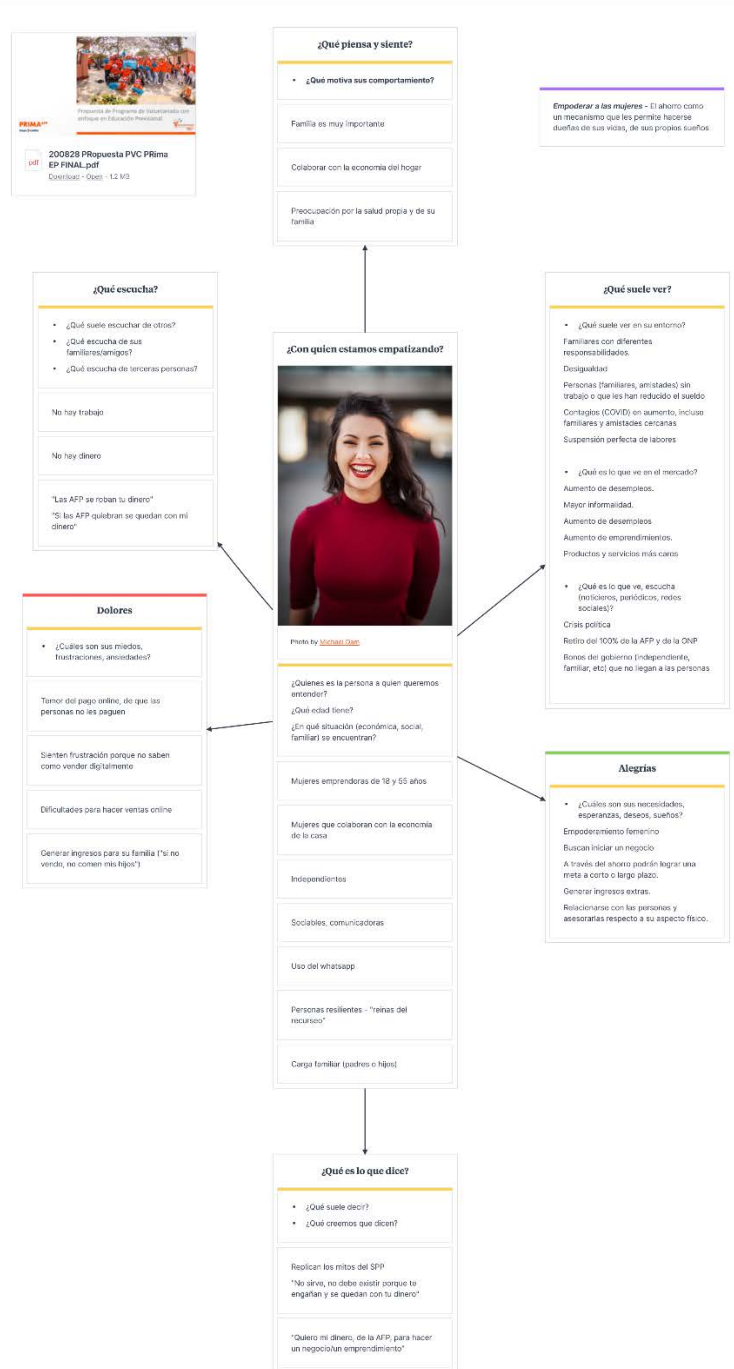 ¿Qué piensa y siente?
• ¿Qué motiva sus comportamiento?
Familia es muy importante
Colaborar con la economía del hogar
Preocupación por la salud propia y de su
familia
Propuesta de Programa de Voluntariado con
enfoque en Educación Previsional
PRIMA AFP
200828 PRopuesta PVC PRima
EP FINAL.pdf
pdf
Download • Open • 1.2 MB
Empoderar a las mujeres - El ahorro como
un mecanismo que les permite hacerse
dueñas de sus vidas, de sus propios sueños
¿Qué escucha?
• ¿Qué suele escuchar de otros?
• ¿Qué escucha de sus
familiares/amigos?
• ¿Qué escucha de terceras personas?
No hay trabajo
No hay dinero
"Las AFP se roban tu dinero"
"Si las AFP quiebran se quedan con mi
dinero"
¿Con quien estamos empatizando?
Photo by Michael Dam
¿Quienes es la persona a quien queremos
entender?
¿Qué edad tiene?
¿En qué situación (económica, social,
familiar) se encuentran?
Mujeres emprendoras de 18 y 55 años
Mujeres que colaboran con la economía
de la casa
Independientes
Sociables, comunicadoras
Uso del whatsapp
Personas resilientes - "reinas del
recurseo"
Carga familiar (padres o hijos)
¿Qué suele ver?
• ¿Qué suele ver en su entorno?
Familiares con diferentes
responsabilidades.
Desigualdad
Personas (familiares, amistades) sin
trabajo o que les han reducido el sueldo
Contagios (COVID) en aumento, incluso
familiares y amistades cercanas
Suspensión perfecta de labores
• ¿Qué es lo que ve en el mercado?
Aumento de desempleos.
Mayor informalidad.
Aumento de desempleos
Aumento de emprendimientos.
Productos y servicios más caros
• ¿Qué es lo que ve, escucha
(noticieros, periódicos, redes
sociales)?
Crisis política
Retiro del 100% de la AFP y de la ONP
Bonos del gobierno (independiente,
familiar, etc) que no llegan a las personas
Dolores
• ¿Cuáles son sus miedos,
frustraciones, ansiedades?
Temor del pago online, de que las
personas no les paguen
Sienten frustración porque no saben
como vender digitalmente
Dificultades para hacer ventas online
Generar ingresos para su familia ("si no
vendo, no comen mis hijos")
Alegrías
• ¿Cuáles son sus necesidades,
esperanzas, deseos, sueños?
Empoderamiento femenino
Buscan iniciar un negocio
A través del ahorro podrán lograr una
meta a corto o largo plazo.
Generar ingresos extras.
Relacionarse con las personas y
asesorarlas respecto a su aspecto físico.
¿Qué es lo que dice?
• ¿Qué suele decir?
• ¿Qué creemos que dicen?
Replican los mitos del SPP
"No sirve, no debe existir porque te
engañan y se quedan con tu dinero"
"Quiero mi dinero, de la AFP, para hacer
un negocio/un emprendimiento"